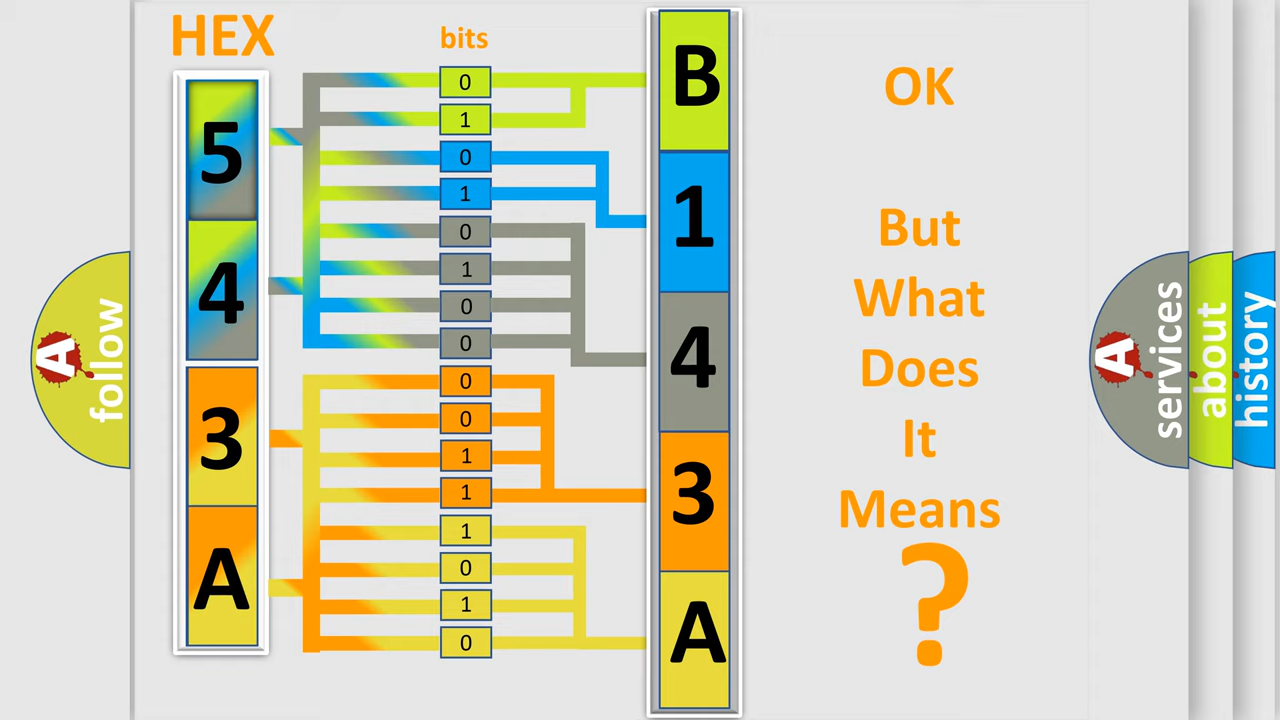 HEX
bits
5
4
3
A
0
1
0
1
0
1
0
0
0
0
1
1
1
0
1
0
B
1
4
3
A
OK
But
What
Does
It
Means
?
A
follow
A
services
about
history